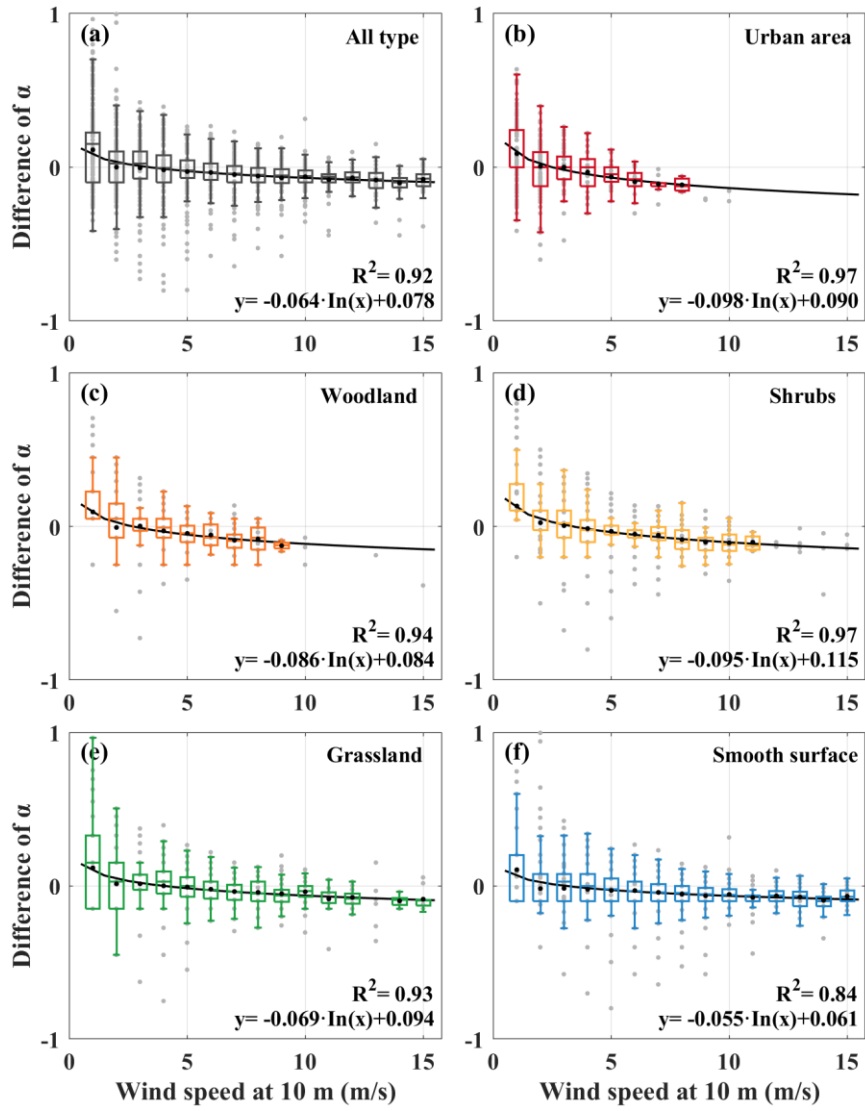 (a) All type
Difference of α
1
0
-1
R²= 0.92
y= -0.064·In(x)+0.078
0 5 10 15
(b) Urban area
1
0
-1
R²= 0.97
y= -0.098·In(x)+0.090
0 5 10 15
(c) Woodland
Difference of α
1
0
-1
R²= 0.94
y= -0.086·In(x)+0.084
0 5 10 15
(d) Shrubs
1
0
-1
R²= 0.97
y= -0.095·In(x)+0.115
0 5 10 15
(e) Grassland
Difference of α
1
0
-1
R²= 0.93
y= -0.069·In(x)+0.094
0 5 10 15
Wind speed at 10 m (m/s)
(f) Smooth surface
1
0
-1
R²= 0.84
y= -0.055·In(x)+0.061
0 5 10 15
Wind speed at 10 m (m/s)